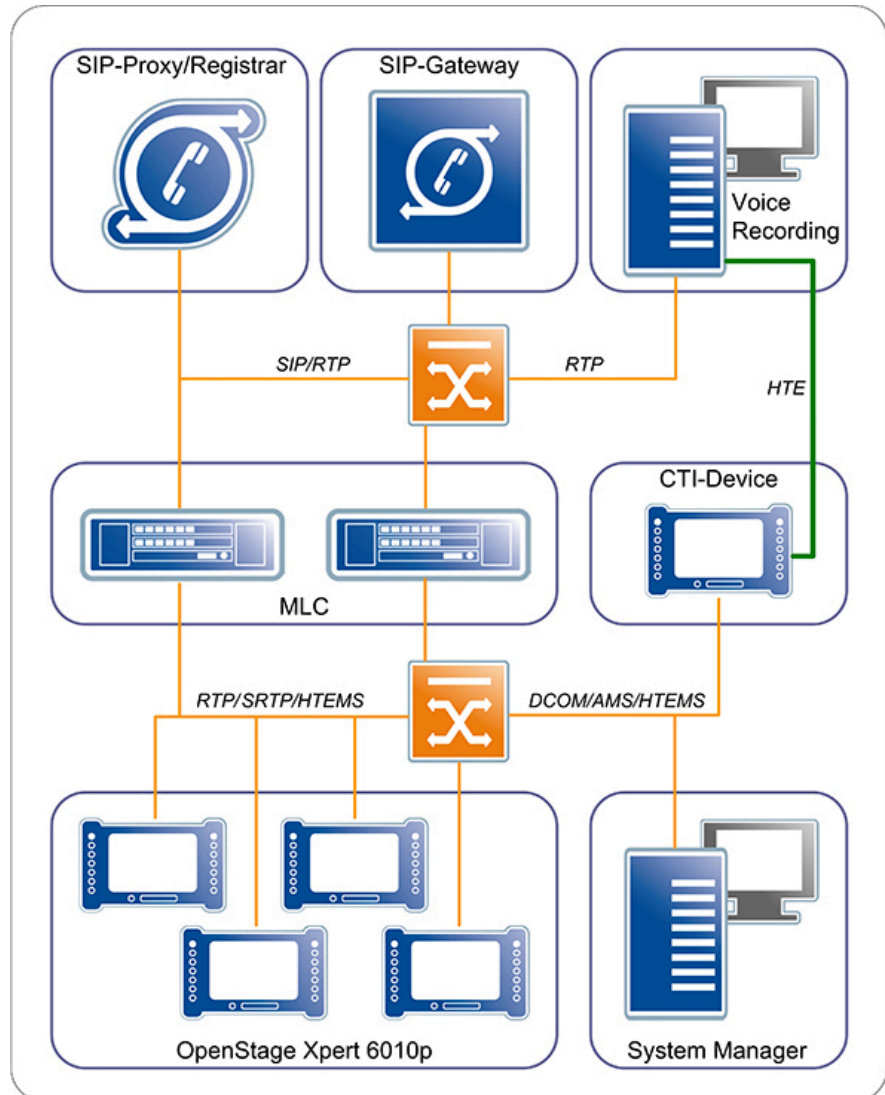 SIP-Proxy/Registrar
SIP-Gateway
Voice
Recording
SIP/RTP
RTP
HTE
CTI-Device
MLC
RTP/SRTP/HTEMS
DCOM/AMS/HTEMS
OpenStage Xpert 6010p
System Manager